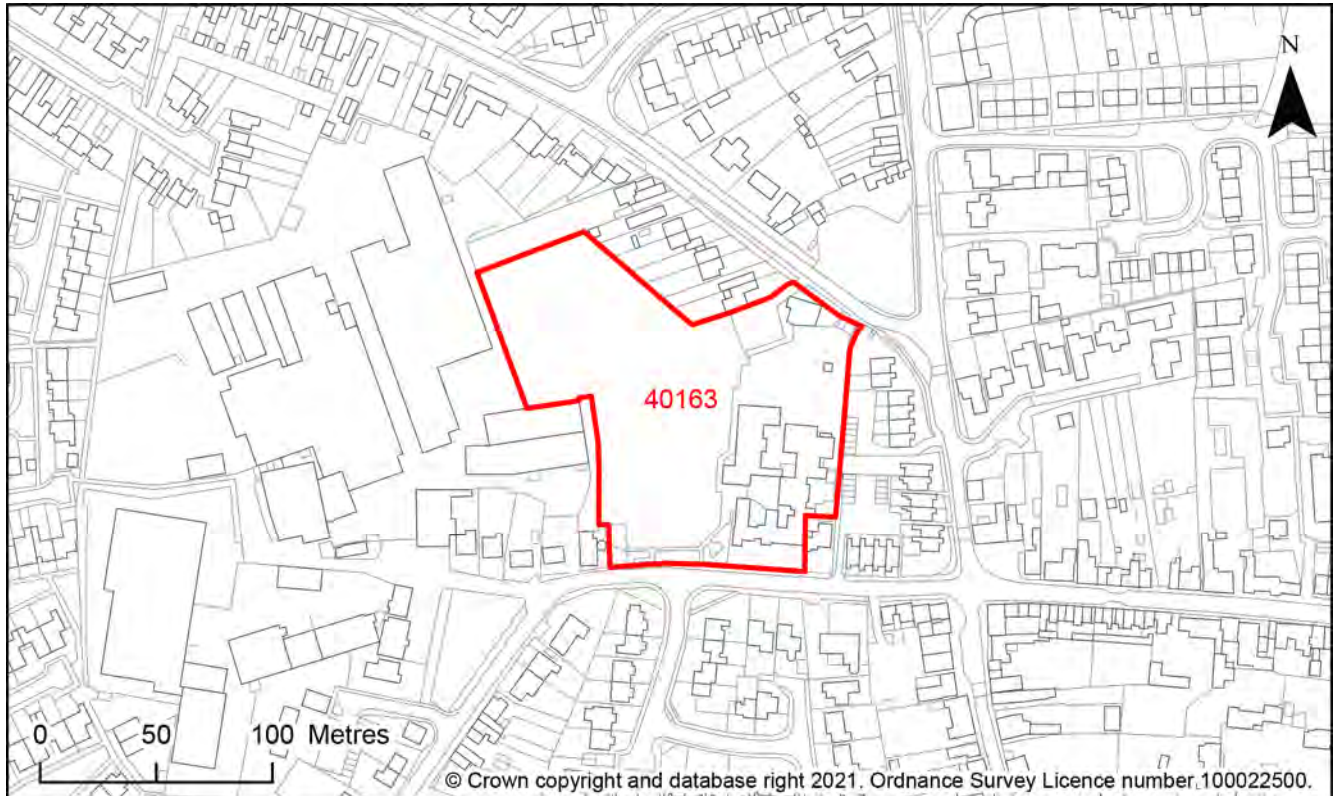 N
40163
0 50 100 Metres
© Crown copyright and database right 2021. Ordnance Survey Licence number 100022500.